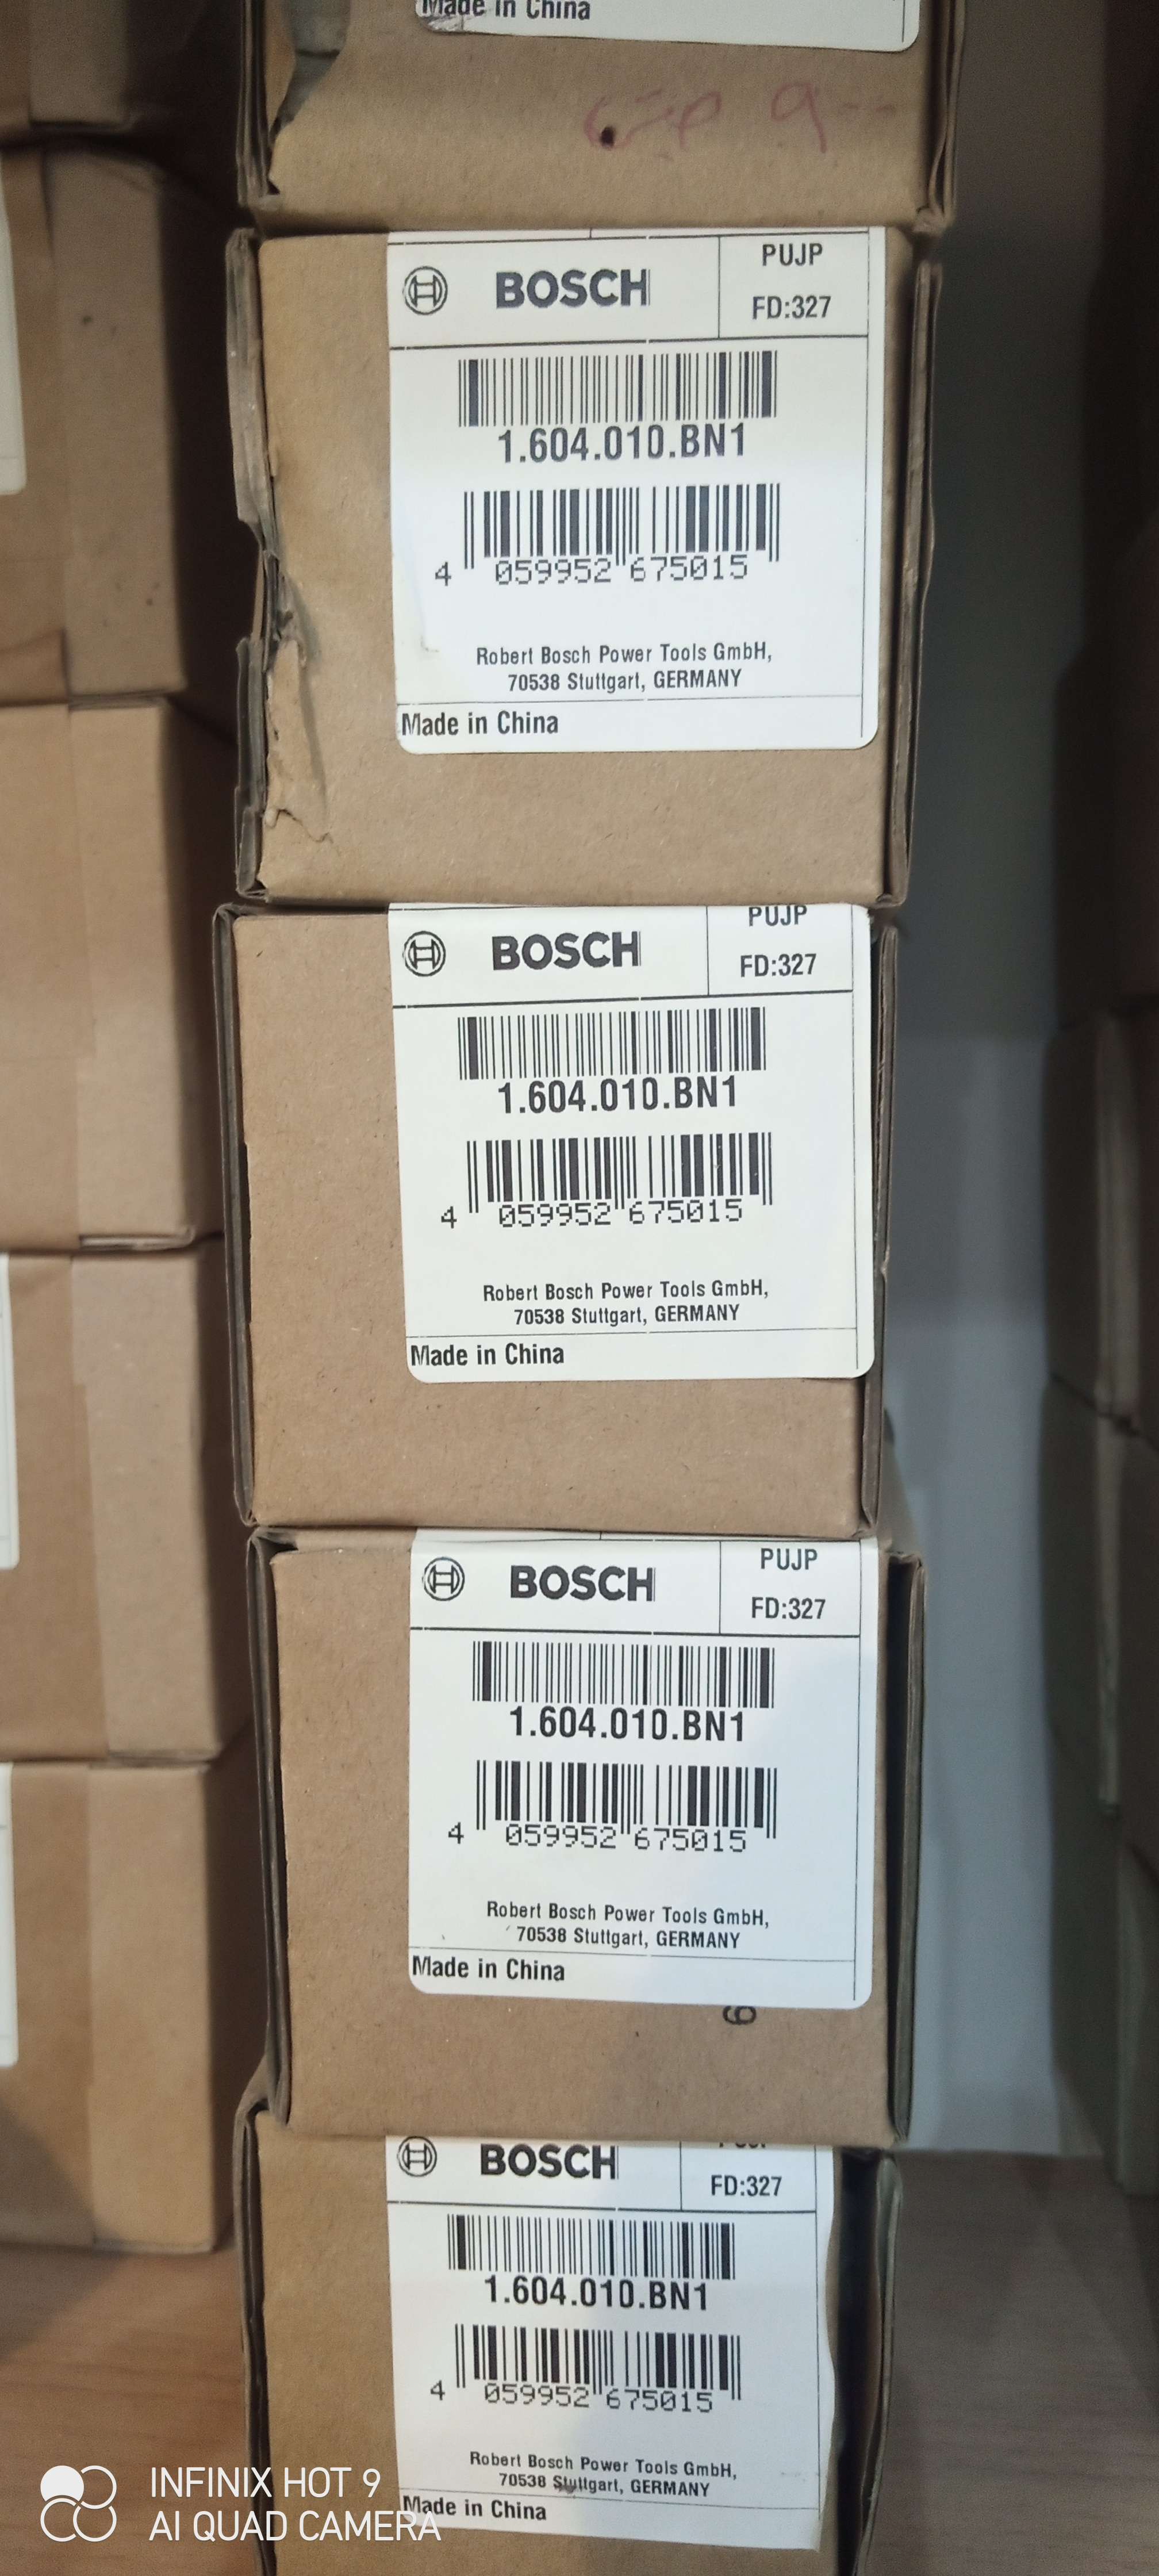 Made in China
BOSCH
PUJP
FD:327
1.604.010.BN1
4 059952 675015
Robert Bosch Power Tools GmbH,
70538 Stuttgart, GERMANY
Made in China
BOSCH
PUJP
FD:327
1.604.010.BN1
4 059952 675015
Robert Bosch Power Tools GmbH,
70538 Stuttgart, GERMANY
Made in China
BOSCH
PUJP
FD:327
1.604.010.BN1
4 059952 675015
Robert Bosch Power Tools GmbH,
70538 Stuttgart, GERMANY
Made in China
BOSCH
FD:327
1.604.010.BN1
4 059952 675015
Robert Bosch Power Tools GmbH,
70538 Stuttgart, GERMANY
Made in China
INFINIX HOT 9
AI QUAD CAMERA